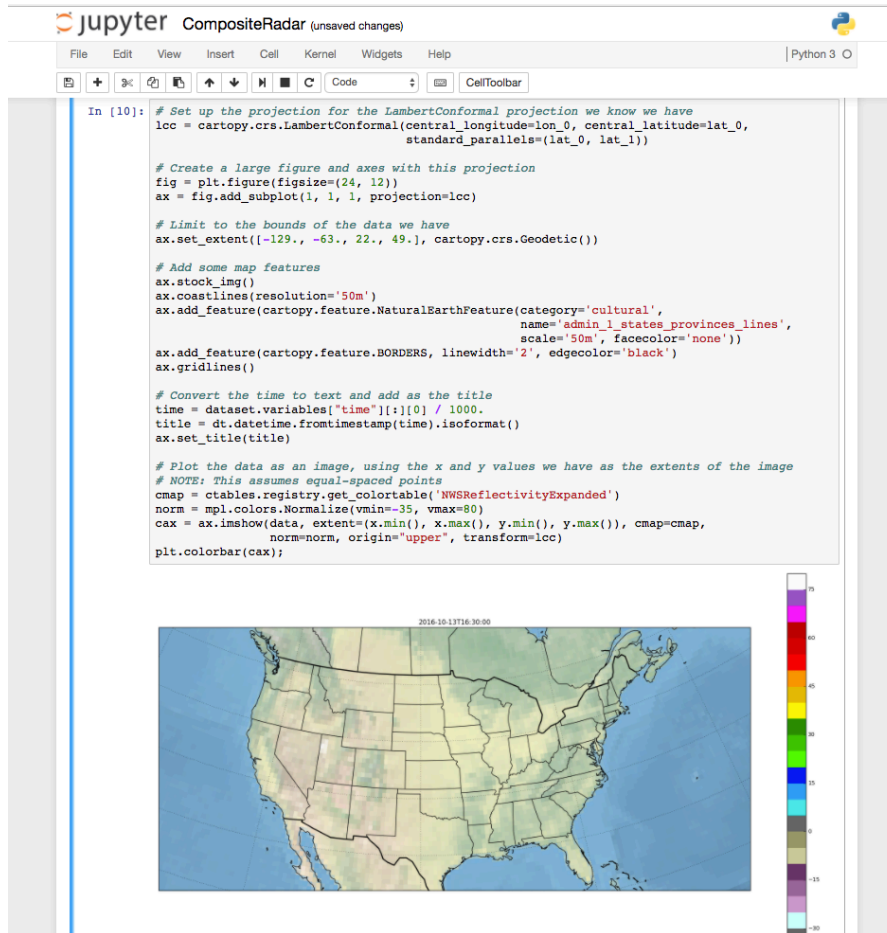 jupyter CompositeRadar (unsaved changes)
File Edit View Insert Cell Kernel Widgets Help Python 3
Code CellToolbar
In [10]: # Set up the projection for the LambertConformal projection we know we have
lcc = cartopy.crs.LambertConformal(central_longitude=lon_0, central_latitude=lat_0,
standard_parallels=(lat_0, lat_1))
# Create a large figure and axes with this projection
fig = plt.figure(figsize=(24, 12))
ax = fig.add_subplot(1, 1, 1, projection=lcc)
# Limit to the bounds of the data we have
ax.set_extent([-129., -63., 22., 49.], cartopy.crs.Geodetic())
# Add some map features
ax.stock_img()
ax.coastlines(resolution='50m')
ax.add_feature(cartopy.feature.NaturalEarthFeature(category='cultural',
name='admin_1_states_provinces_lines',
scale='50m', facecolor='none'))
ax.add_feature(cartopy.feature.BORDERS, linewidth='2', edgecolor='black')
ax.gridlines()
# Convert the time to text and add as the title
time = dataset.variables["time"][:][0] / 1000.
title = dt.datetime.fromtimestamp(time).isoformat()
ax.set_title(title)
# Plot the data as an image, using the x and y values we have as the extents of the image
# NOTE: This assumes equal-spaced points
cmap = ctables.registry.get_colortable('NWSReflectivityExpanded')
norm = mpl.colors.Normalize(vmin=-35, vmax=80)
cax = ax.imshow(data, extent=(x.min(), x.max(), y.min(), y.max()), cmap=cmap,
norm=norm, origin="upper", transform=lcc)
plt.colorbar(cax);
2016-10-13T16:30:00
75
60
45
30
15
0
-15
-30